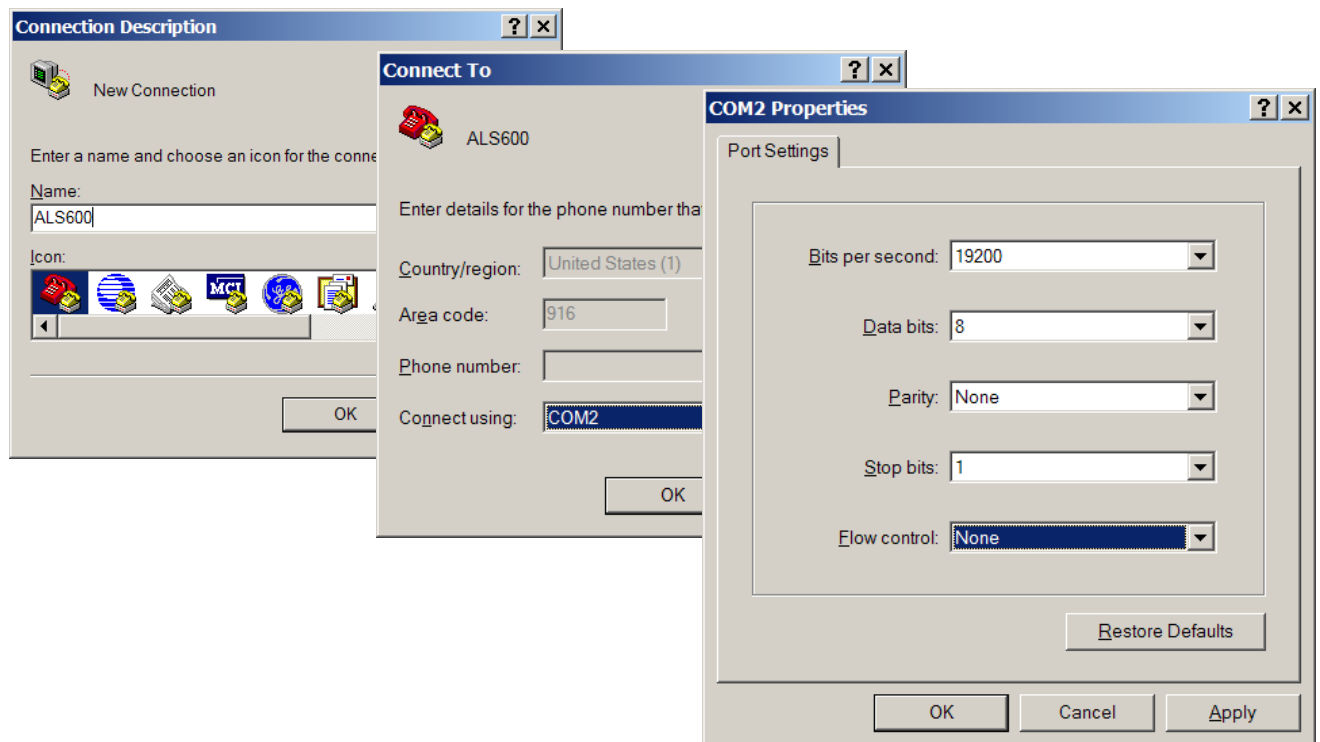 Connection Description
New Connection
Enter a name and choose an icon for the conne
Name:
ALS600
Icon:
MCI
OK
Connect To
ALS600
Enter details for the phone number tha
Country/region: United States (1)
Area code: 916
Phone number:
Connect using: COM2
OK
COM2 Properties
Port Settings
Bits per second: 19200
Data bits: 8
Parity: None
Stop bits: 1
Flow control: None
Restore Defaults
OK Cancel Apply